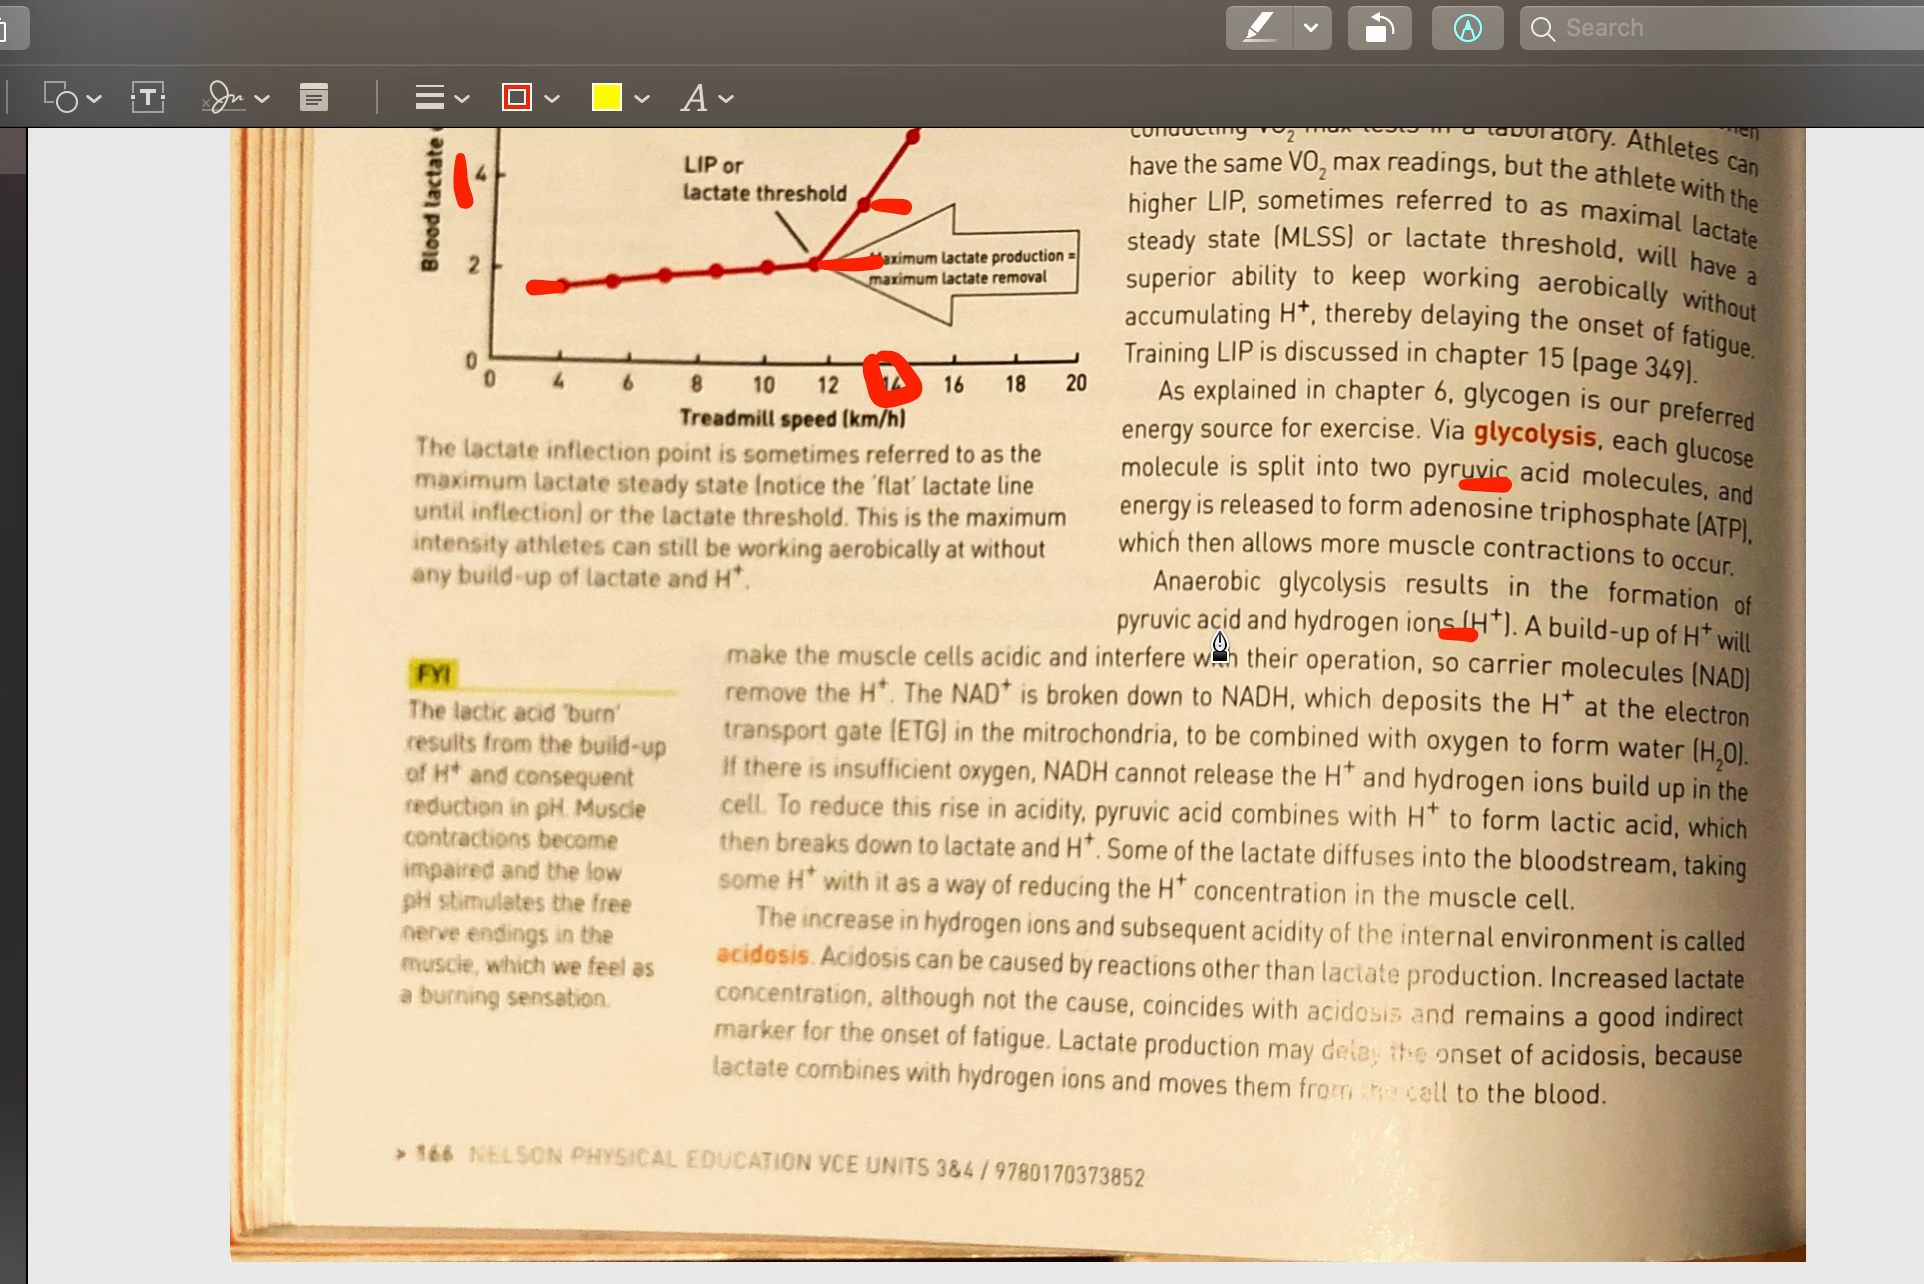 Search
T
A
Blood lactate
4
2
0
LIP or
lactate threshold
aximum lactate production =
maximum lactate removal
0 4 6 8 10 12 14 16 18 20
Treadmill speed (km/h)
The lactate inflection point is sometimes referred to as the
maximum lactate steady state (notice the 'flat' lactate line
until inflection) or the lactate threshold. This is the maximum
intensity athletes can still be working aerobically at without
any build-up of lactate and H⁺.
conducting VO₂ max tests in a laboratory. Athletes can
have the same VO₂ max readings, but the athlete with the
higher LIP, sometimes referred to as maximal lactate
steady state (MLSS) or lactate threshold, will have a
superior ability to keep working aerobically without
accumulating H⁺, thereby delaying the onset of fatigue.
Training LIP is discussed in chapter 15 (page 349).
As explained in chapter 6, glycogen is our preferred
energy source for exercise. Via glycolysis, each glucose
molecule is split into two pyruvic acid molecules, and
energy is released to form adenosine triphosphate (ATP),
which then allows more muscle contractions to occur.
Anaerobic glycolysis results in the formation of
pyruvic acid and hydrogen ions (H⁺). A build-up of H⁺ will
make the muscle cells acidic and interfere with their operation, so carrier molecules (NAD)
remove the H⁺. The NAD⁺ is broken down to NADH, which deposits the H⁺ at the electron
transport gate (ETG) in the mitrochondria, to be combined with oxygen to form water (H₂O).
If there is insufficient oxygen, NADH cannot release the H⁺ and hydrogen ions build up in the
cell. To reduce this rise in acidity, pyruvic acid combines with H⁺ to form lactic acid, which
then breaks down to lactate and H⁺. Some of the lactate diffuses into the bloodstream, taking
some H⁺ with it as a way of reducing the H⁺ concentration in the muscle cell.
The increase in hydrogen ions and subsequent acidity of the internal environment is called
acidosis. Acidosis can be caused by reactions other than lactate production. Increased lactate
concentration, although not the cause, coincides with acidosis and remains a good indirect
marker for the onset of fatigue. Lactate production may delay the onset of acidosis, because
lactate combines with hydrogen ions and moves them from the cell to the blood.
FYI
The lactic acid 'burn'
results from the build-up
of H⁺ and consequent
reduction in pH. Muscle
contractions become
impaired and the low
pH stimulates the free
nerve endings in the
muscle, which we feel as
a burning sensation.
> 166 NELSON PHYSICAL EDUCATION VCE UNITS 3&4 / 9780170373852